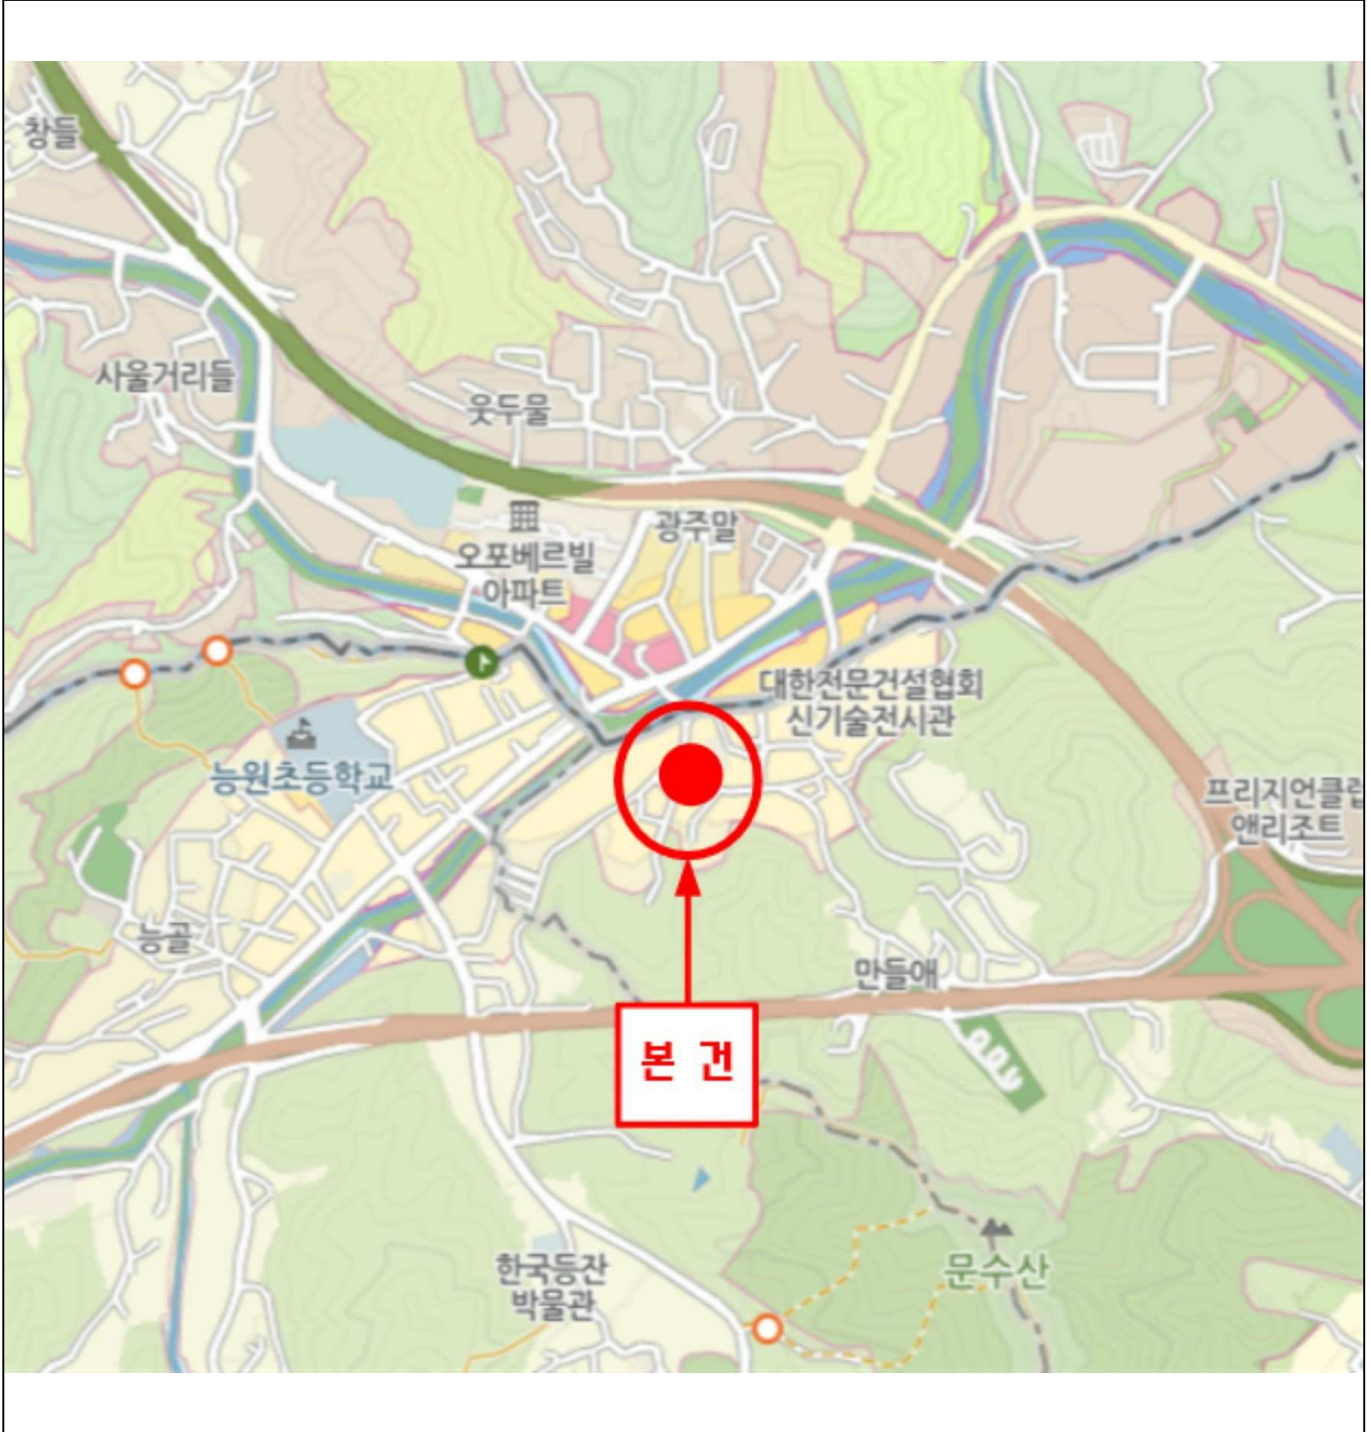 창들
사울거리들
웃두물
광주말
오포베르빌
아파트
대한전문건설협회
신기술전시관
능원초등학교
프리지언클럽
앤리조트
능골
만들애
본 건
한국등잔
박물관
문수산